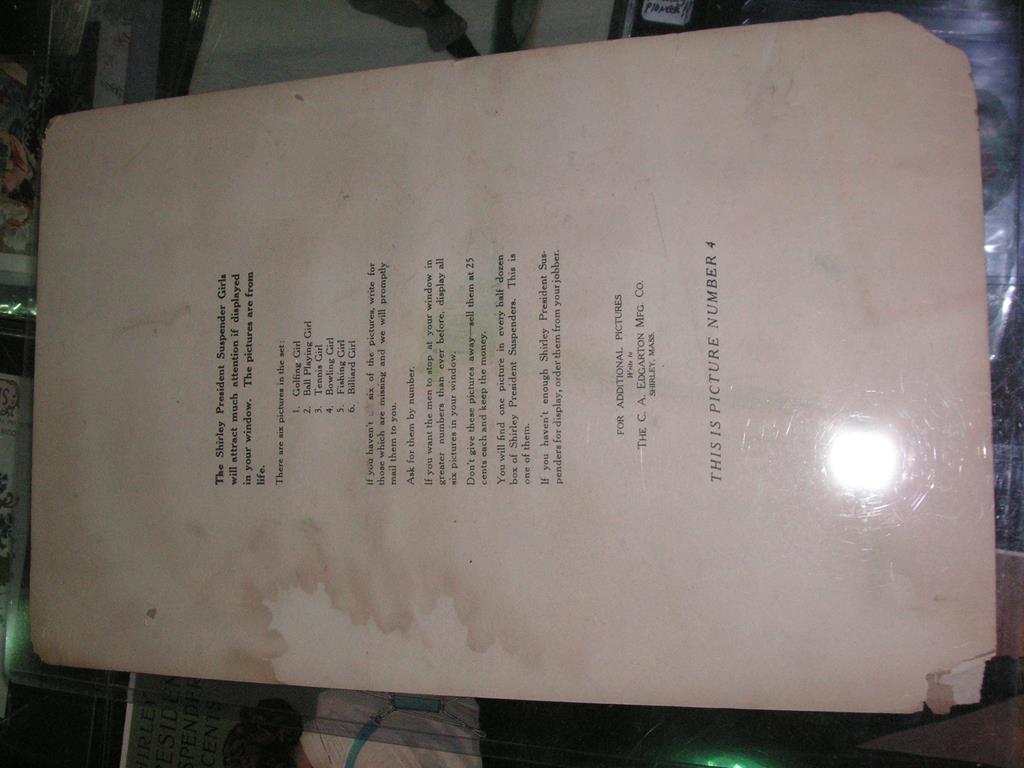 The Shirley President Suspender Girls
will attract much attention if displayed
in your window. The pictures are from
life.
There are six pictures in the set:
1. Golfing Girl
2. Ball Playing Girl
3. Tennis Girl
4. Bowling Girl
5. Fishing Girl
6. Billiard Girl
If you haven't six of the pictures, write for
those which are missing and we will promptly
mail them to you.
Ask for them by number.
If you want the men to stop at your window in
greater numbers than ever before, display all
six pictures in your window.
Don't give these pictures away—sell them at 25
cents each and keep the money.
You will find one picture in every half dozen
box of Shirley President Suspenders. This is
one of them.
If you haven't enough Shirley President Sus-
penders for display, order them from your jobber.
FOR ADDITIONAL PICTURES
Write to
THE C. A. EDGARTON MFG. CO.
SHIRLEY, MASS.
THIS IS PICTURE NUMBER 4
PIONEER
HIRLEY
ESIDEN
SPENDER
CENTS